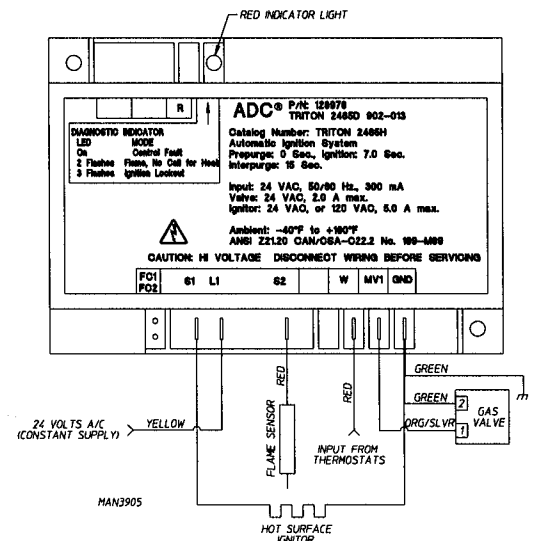 RED INDICATOR LIGHT
R
ADC® P/N: 128976
TRITON 2465D 902-013
DIAGNOSTIC INDICATOR
LED MODE
On Control Fault
2 Flashes Flame, No Call for Heat
3 Flashes Ignition Lockout
Catalog Number: TRITON 2465H
Automatic Ignition System
Prepurge: 0 Sec., Ignition: 7.0 Sec.
Interpurge: 15 Sec.
Input: 24 VAC, 50/60 Hz, 300 mA
Valve: 24 VAC, 2.0 A max.
Ignitor: 24 VAC, or 120 VAC, 5.0 A max.
Ambient: -40°F to
ANSI Z21.20 CAN/CSA-C22.2 No. 199-M89
CAUTION: HI VOLTAGE DISCONNECT WIRING BEFORE SERVICING
FC1
FC2
S1 L1 S2 W MV1 GND
GREEN
GREEN
RED
RED
2
GAS
VALVE
24 VOLTS A/C
(CONSTANT SUPPLY)
YELLOW
FLAME SENSOR
ORG/SLVR
1
INPUT FROM
THERMOSTATS
MAN3905
HOT SURFACE
IGNITOR